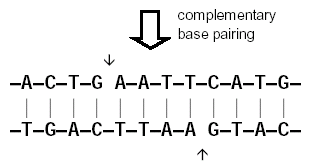 complementary
base pairing
–A–C–T–G A–A–T–T–C–A–T–G–
–T–G–A–C–T–T–A–A G–T–A–C–